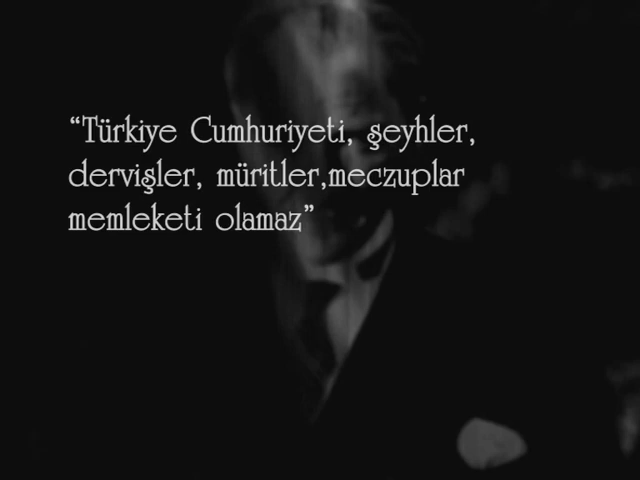 “Türkiye Cumhuriyeti, şeyhler,
dervişler, müritler,meczuplar
memleketi olamaz”